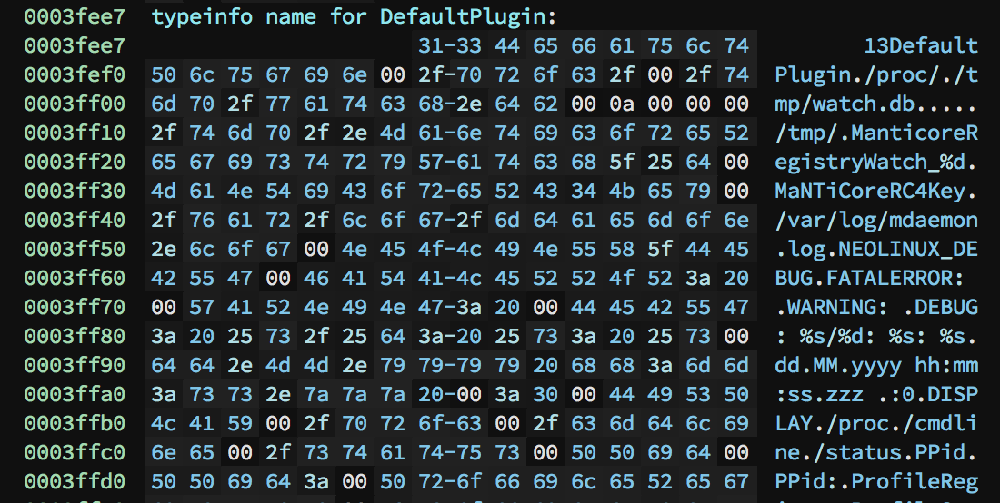 0003fee7 typeinfo name for DefaultPlugin:
0003fee7 31-33 44 65 66 61 75 6c 74 13Default
0003fef0 50 6c 75 67 69 6e 00 2f-70 72 6f 63 2f 00 2f 74 Plugin./proc/./t
0003ff00 6d 70 2f 77 61 74 63 68-2e 64 62 00 0a 00 00 00 mp/watch.db.....
0003ff10 2f 74 6d 70 2f 2e 4d 61-6e 74 69 63 6f 72 65 52 /tmp/.ManticoreR
0003ff20 65 67 69 73 74 72 79 57-61 74 63 68 5f 25 64 00 egistryWatch_%d.
0003ff30 4d 61 4e 54 69 43 6f 72-65 52 43 34 4b 65 79 00 MaNTiCoreRC4Key.
0003ff40 2f 76 61 72 2f 6c 6f 67-2f 6d 64 61 65 6d 6f 6e /var/log/mdaemon
0003ff50 2e 6c 6f 67 00 4e 45 4f-4c 49 4e 55 58 5f 44 45 .log.NEOLINUX_DE
0003ff60 42 55 47 00 46 41 54 41-4c 45 52 52 4f 52 3a 20 BUG.FATALERROR:
0003ff70 00 57 41 52 4e 49 4e 47-3a 20 00 44 45 42 55 47 .WARNING: .DEBUG
0003ff80 3a 20 25 73 2f 25 64 3a-20 25 73 3a 20 25 73 00 : %s/%d: %s: %s.
0003ff90 64 64 2e 4d 4d 2e 79 79-79 79 20 68 68 3a 6d 6d dd.MM.yyyy hh:mm
0003ffa0 3a 73 73 2e 7a 7a 7a 20-00 3a 30 00 44 49 53 50 :ss.zzz .:0.DISP
0003ffb0 4c 41 59 00 2f 70 72 6f-63 00 2f 63 6d 64 6c 69 LAY./proc./cmdli
0003ffc0 6e 65 00 2f 73 74 61 74-75 73 00 50 50 69 64 00 ne./status.PPid.
0003ffd0 50 50 69 64 3a 00 50 72-6f 66 69 6c 65 52 65 67 PPid:.ProfileReg